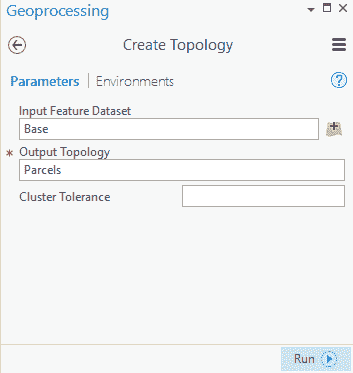 Geoprocessing
Create Topology
Parameters | Environments
Input Feature Dataset
Base
* Output Topology
Parcels
Cluster Tolerance
Run